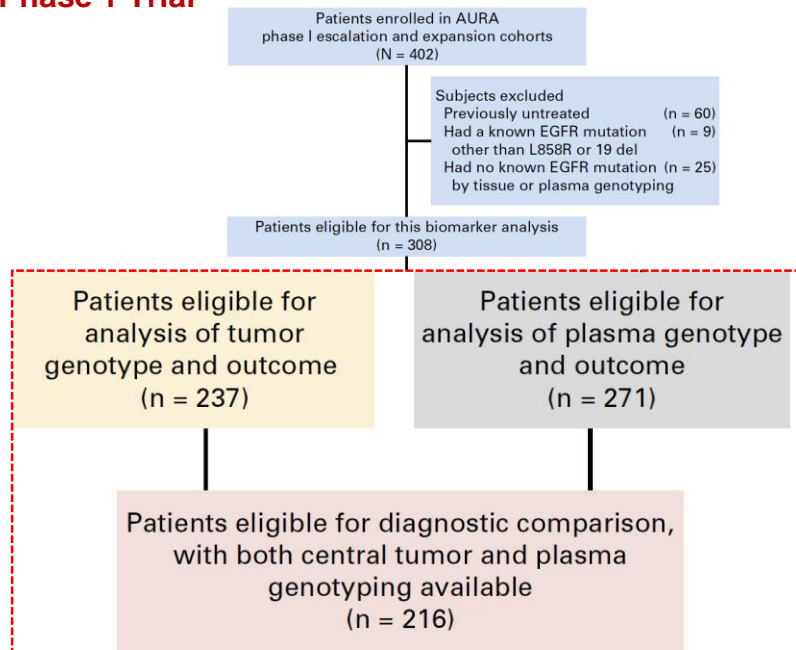 Phase 1 Trial
Patients enrolled in AURA
phase I escalation and expansion cohorts
(N = 402)
Subjects excluded
Previously untreated (n = 60)
Had a known EGFR mutation (n = 9)
other than L858R or 19 del
Had no known EGFR mutation (n = 25)
by tissue or plasma genotyping
Patients eligible for this biomarker analysis
(n = 308)
Patients eligible for
analysis of tumor
genotype and outcome
(n = 237)
Patients eligible for
analysis of plasma genotype
and outcome
(n = 271)
Patients eligible for diagnostic comparison,
with both central tumor and plasma
genotyping available
(n = 216)